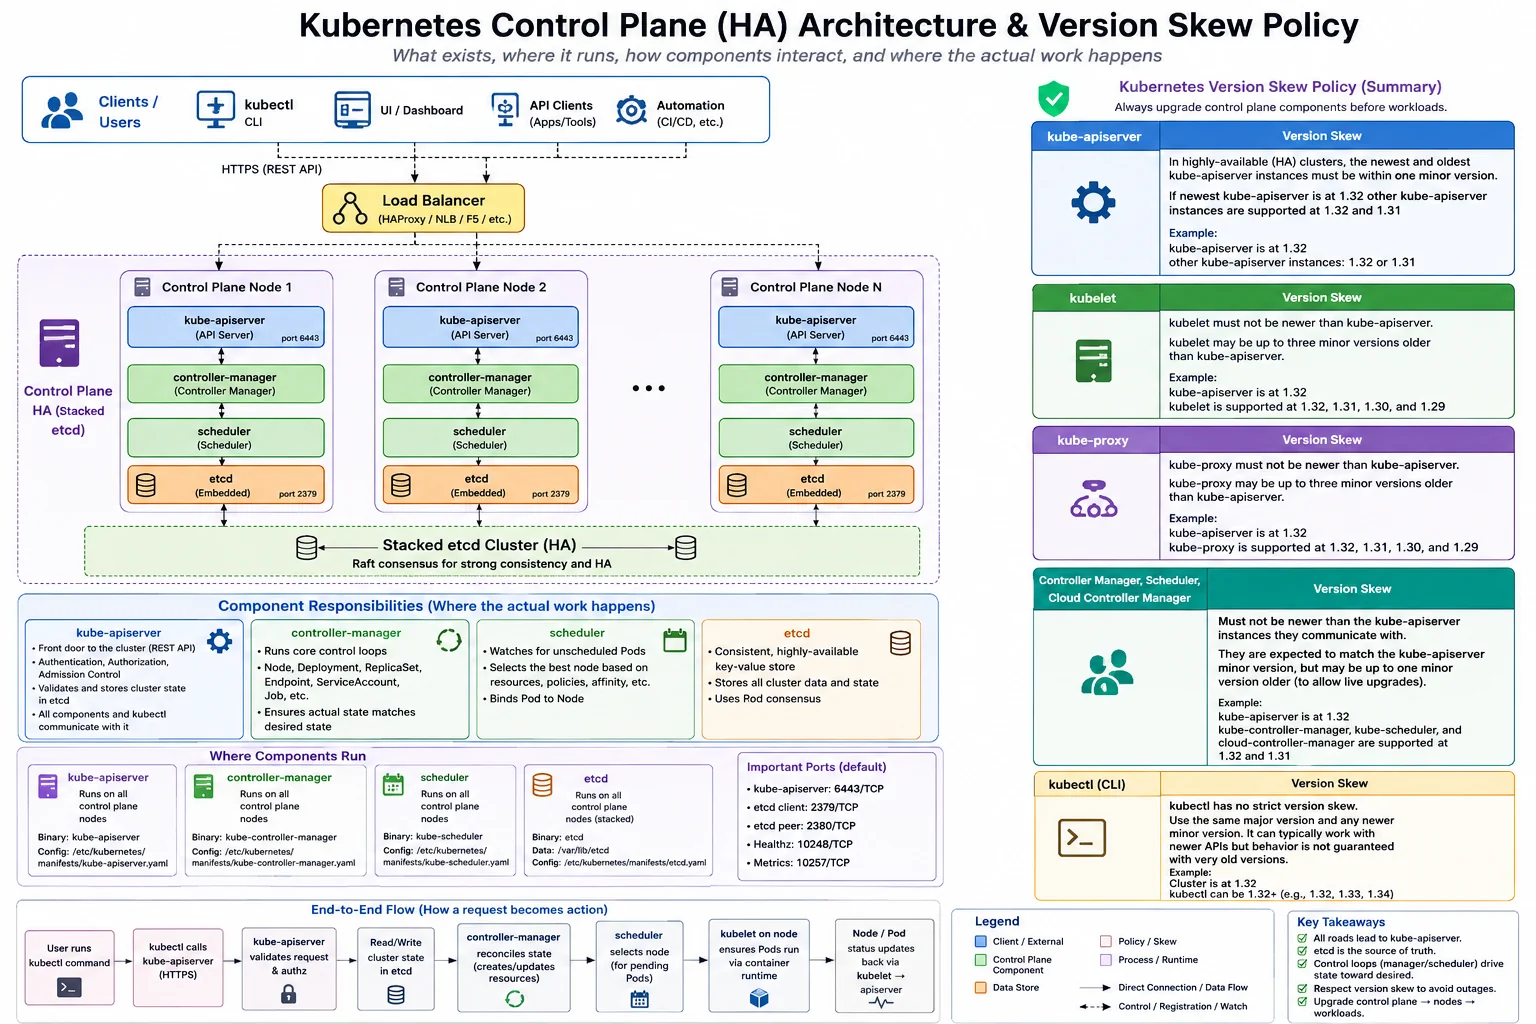 Kubernetes Control Plane (HA) Architecture & Version Skew Policy
What exists, where it runs, how components interact, and where the actual work happens
Clients /
Users
kubectl
CLI
UI / Dashboard
API Clients
(Apps/Tools)
Automation
(CI/CD, etc.)
HTTPS (REST API)
Load Balancer
(HAProxy / NLB / F5 / etc.)
Control Plane
HA (Stacked
etcd)
Control Plane Node 1
kube-apiserver
(API Server)
port 6443
controller-manager
(Controller Manager)
scheduler
(Scheduler)
etcd
(Embedded)
port 2379
Control Plane Node 2
kube-apiserver
(API Server)
port 6443
controller-manager
(Controller Manager)
scheduler
(Scheduler)
etcd
(Embedded)
port 2379
•••
Control Plane Node N
kube-apiserver
(API Server)
port 6443
controller-manager
(Controller Manager)
scheduler
(Scheduler)
etcd
(Embedded)
port 2379
Stacked etcd Cluster (HA)
Raft consensus for strong consistency and HA
Component Responsibilities (Where the actual work happens)
kube-apiserver
• Front door to the cluster (REST API)
• Authentication, Authorization,
Admission Control
• Validates and stores cluster state
in etcd
• All components and kubectl
communicate with it
controller-manager
• Runs core control loops
• Node, Deployment, ReplicaSet,
Endpoint, ServiceAccount,
Job, etc.
• Ensures actual state matches
desired state
scheduler
• Watches for unscheduled Pods
• Selects the best node based on
resources, policies, affinity, etc.
• Binds Pod to Node
etcd
• Consistent, highly-available
key-value store
• Stores all cluster data and state
• Uses Rod consensus
Where Components Run
kube-apiserver
Runs on all
control plane
nodes
Binary: kube-apiserver
Config: /etc/kubernetes/
manifests/kube-apiserver.yaml
controller-manager
Runs on all
control plane
nodes
Binary: kube-controller-manager
Config: /etc/kubernetes/
manifests/kube-controller-manager.yaml
scheduler
Runs on all
control plane
nodes
Binary: kube-scheduler
Config: /etc/kubernetes/
manifests/kube-scheduler.yaml
etcd
Runs on all
control plane
nodes (stacked)
Binary: etcd
Data: /var/lib/etcd
Config: /etc/kubernetes/manifests/etcd.yaml
Important Ports (default)
• kube-apiserver: 6443/TCP
• etcd client: 2379/TCP
• etcd peer: 2380/TCP
• Healthz: 10248/TCP
• Metrics: 10257/TCP
End-to-End Flow (How a request becomes action)
User runs
kubectl command
kubectl calls
kube-apiserver
(HTTPS)
kube-apiserver
validates request
& authz
Read/Write
cluster state
in etcd
controller-manager
reconciles state
(creates/updates
resources)
scheduler
selects node
(for pending
Pods)
kubelet on node
ensures Pods run
via container
runtime
Node / Pod
status updates
back via
kubelet →
apiserver
Kubernetes Version Skew Policy (Summary)
Always upgrade control plane components before workloads.
kube-apiserver
Version Skew
In highly-available (HA) clusters, the newest and oldest
kube-apiserver instances must be within one minor version.
If newest kube-apiserver is at 1.32 other kube-apiserver
instances are supported at 1.32 and 1.31
Example:
kube-apiserver is at 1.32
other kube-apiserver instances: 1.32 or 1.31
kubelet
Version Skew
kubelet must not be newer than kube-apiserver.
kubelet may be up to three minor versions older
than kube-apiserver.
Example:
kube-apiserver is at 1.32
kubelet is supported at 1.32, 1.31, 1.30, and 1.29
kube-proxy
Version Skew
kube-proxy must not be newer than kube-apiserver.
kube-proxy may be up to three minor versions older
than kube-apiserver.
Example:
kube-apiserver is at 1.32
kube-proxy is supported at 1.32, 1.31, 1.30, and 1.29
Controller Manager, Scheduler,
Cloud Controller Manager
Version Skew
Must not be newer than the kube-apiserver
instances they communicate with.
They are expected to match the kube-apiserver
minor version, but may be up to one minor
version older (to allow live upgrades).
Example:
kube-apiserver is at 1.32
kube-controller-manager, kube-scheduler, and
cloud-controller-manager are supported at
1.32 and 1.31
kubectl (CLI)
Version Skew
kubectl has no strict version skew.
Use the same major version and any newer
minor version. It can typically work with
newer APIs but behavior is not guaranteed
with very old versions.
Example:
Cluster is at 1.32
kubectl can be 1.32+ (e.g., 1.32, 1.33, 1.34)
Legend
Client / External
Control Plane
Component
Data Store
Policy / Skew
Process / Runtime
Direct Connection / Data Flow
Control / Registration / Watch
Key Takeaways
All roads lead to kube-apiserver.
etcd is the source of truth.
Control loops (manager/scheduler) drive
state toward desired.
Respect version skew to avoid outages.
Upgrade control plane → nodes →
workloads.